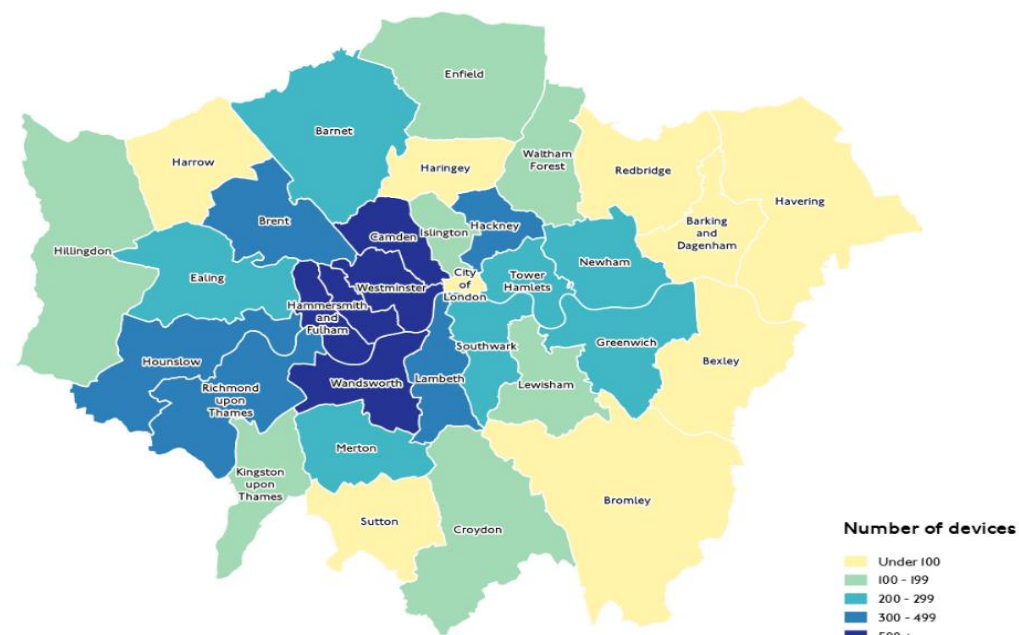 Enfield
Barnet
Harrow
Haringey
Waltham
Forest
Redbridge
Havering
Barking
and
Dagenham
Hillingdon
Brent
Camden
Islington
Hackney
Ealing
Westminster
City
of
London
Tower
Hamlets
Newham
Hammersmith
and
Fulham
Hounslow
Richmond
upon
Thames
Wandsworth
Lambeth
Southwark
Greenwich
Lewisham
Bexley
Kingston
upon
Thames
Merton
Sutton
Croydon
Bromley
Number of devices
Under 100
100 - 199
200 - 299
300 - 499